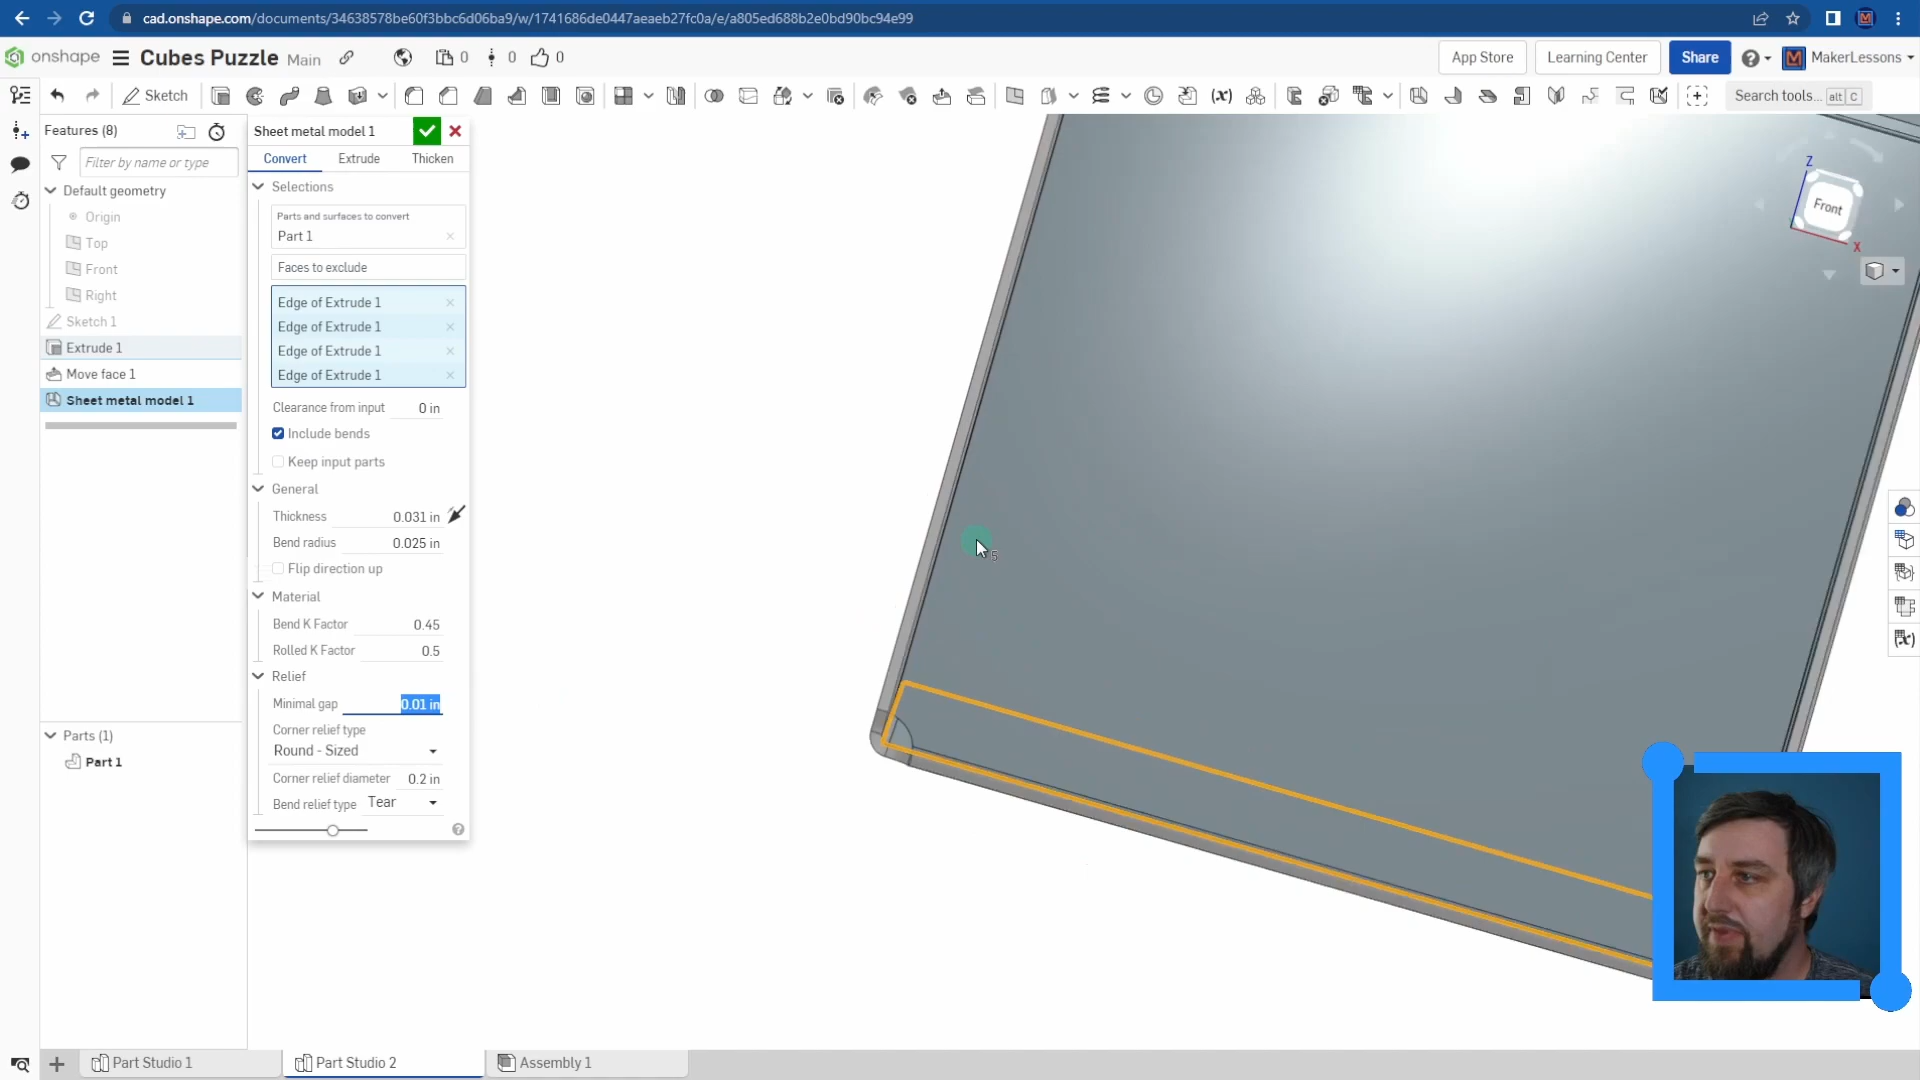 cad.onshape.com/documents/34638578be60f3bbc6d06ba9/w/1741686de0447aeaeb27fc0a/e/a805ed688b2e0bd90bc94e99
onshape Cubes Puzzle Main 0 0 0 App Store Learning Center Share MakerLessons
Sketch Search tools... alt C
Features (8)
Filter by name or type
Default geometry
Origin
Top
Front
Right
Sketch 1
Extrude 1
Move face 1
Sheet metal model 1
Parts (1)
Part 1
Sheet metal model 1
Convert Extrude Thicken
Selections
Parts and surfaces to convert
Part 1
Faces to exclude
Edge of Extrude 1
Edge of Extrude 1
Edge of Extrude 1
Edge of Extrude 1
Clearance from input 0 in
Include bends
Keep input parts
General
Thickness 0.031 in
Bend radius 0.025 in
Flip direction up
Material
Bend K Factor 0.45
Rolled K Factor 0.5
Relief
Minimal gap 0.01 in
Corner relief type
Round - Sized
Corner relief diameter 0.2 in
Bend relief type Tear
5
Z
Front
X
Part Studio 1 Part Studio 2 Assembly 1